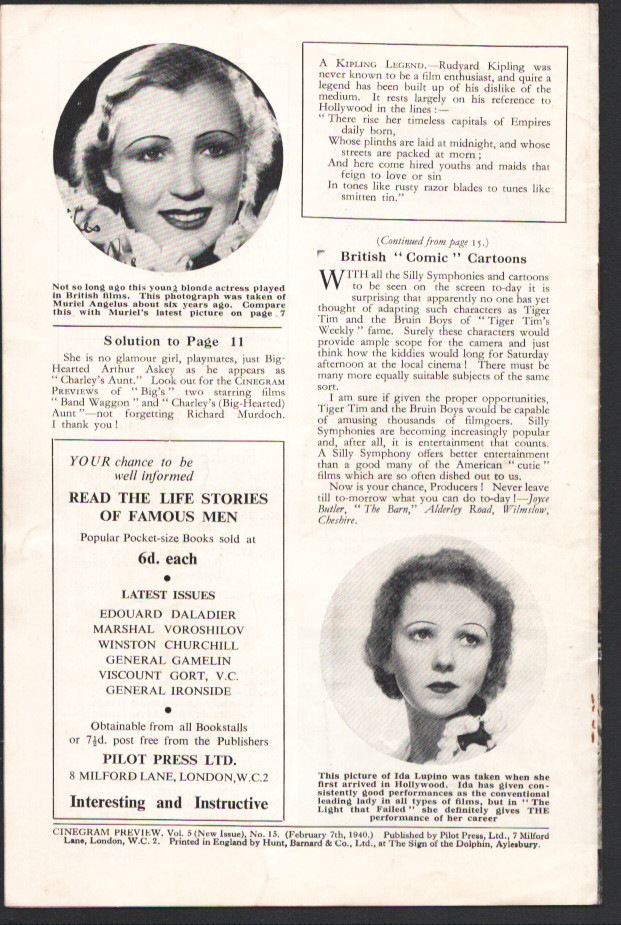 Not so long ago this young blonde actress played
in British films. This photograph was taken of
Muriel Angelus about six years ago. Compare
this with Muriel's latest picture on page 7
Solution to Page 11
She is no glamour girl, playmates, just Big-
Hearted Arthur Askey as he appears as
"Charley's Aunt." Look out for the CINEGRAM
PREVIEWS of "Big's" two starring films
"Band Waggon" and "Charley's (Big-Hearted)
Aunt"—not forgetting Richard Murdoch.
I thank you!
YOUR chance to be
well informed
READ THE LIFE STORIES
OF FAMOUS MEN
Popular Pocket-size Books sold at
6d. each
LATEST ISSUES
EDOUARD DALADIER
MARSHAL VOROSHILOV
WINSTON CHURCHILL
GENERAL GAMELIN
VISCOUNT GORT, V.C.
GENERAL IRONSIDE
Obtainable from all Bookstalls
or 7½d. post free from the Publishers
PILOT PRESS LTD.
8 MILFORD LANE, LONDON, W.C.2
Interesting and Instructive
A KIPLING LEGEND.—Rudyard Kipling was
never known to be a film enthusiast, and quite a
legend has been built up of his dislike of the
medium. It rests largely on his reference to
Hollywood in the lines :—
"There rise her timeless capitals of Empires
daily born,
Whose plinths are laid at midnight, and whose
streets are packed at morn;
And here come hired youths and maids that
feign to love or sin
In tones like rusty razor blades to tunes like
smitten tin."
(Continued from page 15.)
British "Comic" Cartoons
WITH all the Silly Symphonies and cartoons
to be seen on the screen to-day it is
surprising that apparently no one has yet
thought of adapting such characters as Tiger
Tim and the Bruin Boys of "Tiger Tim's
Weekly" fame. Surely these characters would
provide ample scope for the camera and just
think how the kiddies would long for Saturday
afternoon at the local cinema! There must be
many more equally suitable subjects of the same
sort.
I am sure if given the proper opportunities,
Tiger Tim and the Bruin Boys would be capable
of amusing thousands of filmgoers. Silly
Symphonies are becoming increasingly popular
and, after all, it is entertainment that counts.
A Silly Symphony offers better entertainment
than a good many of the American "cutie"
films which are so often dished out to us.
Now is your chance, Producers! Never leave
till to-morrow what you can do to-day!—Joyce
Butler, "The Barn," Alderley Road, Wilmslow,
Cheshire.
This picture of Ida Lupino was taken when she
first arrived in Hollywood. Ida has given con-
sistently good performances as the conventional
leading lady in all types of films, but in "The
Light that Failed" she definitely gives THE
performance of her career
CINEGRAM PREVIEW, Vol. 5 (New Issue), No. 15. (February 7th, 1940.) Published by Pilot Press, Ltd., 7 Milford
Lane, London, W.C. 2. Printed in England by Hunt, Barnard & Co., Ltd., at The Sign of the Dolphin, Aylesbury.